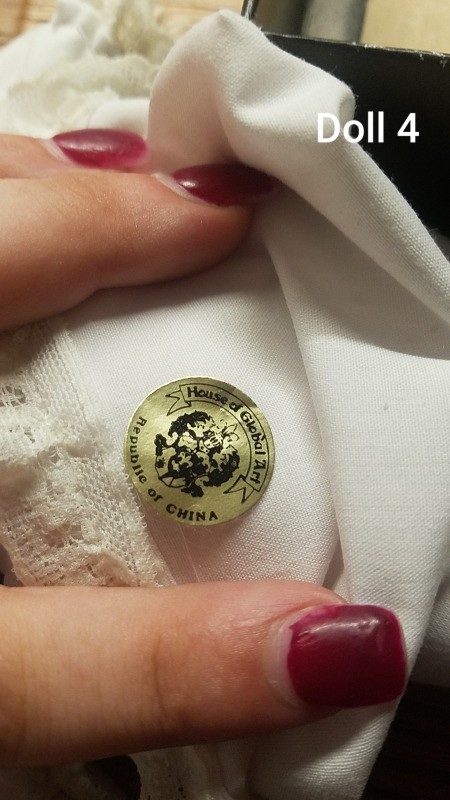 Doll 4
House of Global Art
Republic of CHINA